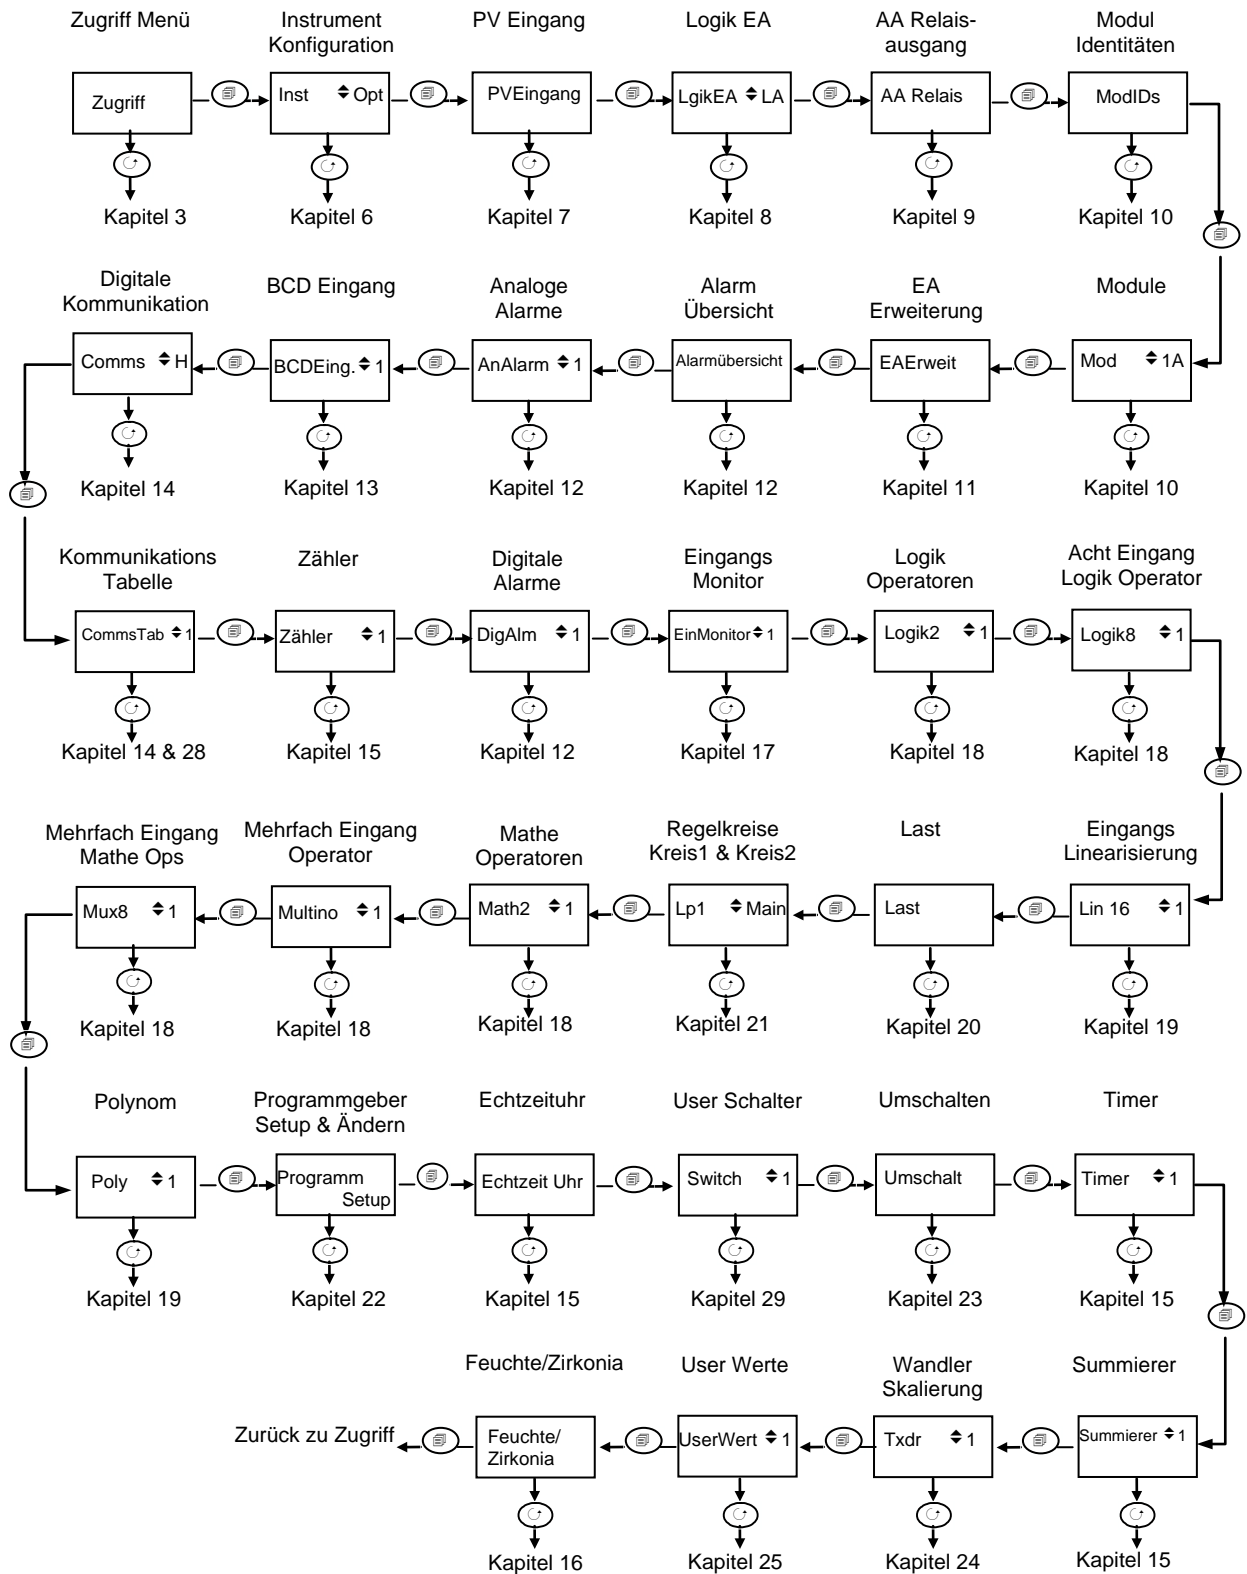 Zugriff Menü
Instrument
Konfiguration
PV Eingang
Logik EA
AA Relais-
ausgang
Modul
Identitäten
Zugriff
Inst Opt
PVEingang
LgikEA LA
AA Relais
ModIDs
Kapitel 3
Kapitel 6
Kapitel 7
Kapitel 8
Kapitel 9
Kapitel 10
Digitale
Kommunikation
BCD Eingang
Analoge
Alarme
Alarm
Übersicht
EA
Erweiterung
Module
Comms H
BCDEing. 1
AnAlarm 1
Alarmübersicht
EAErweit
Mod 1A
Kapitel 14
Kapitel 13
Kapitel 12
Kapitel 12
Kapitel 11
Kapitel 10
Kommunikations
Tabelle
Zähler
Digitale
Alarme
Eingangs
Monitor
Logik
Operatoren
Acht Eingang
Logik Operator
CommsTab 1
Zähler 1
DigAlm 1
EinMonitor 1
Logik2 1
Logik8 1
Kapitel 14 & 28
Kapitel 15
Kapitel 12
Kapitel 17
Kapitel 18
Kapitel 18
Mehrfach Eingang
Mathe Ops
Mehrfach Eingang
Operator
Mathe
Operatoren
Regelkreise
Kreis1 & Kreis2
Last
Eingangs
Linearisierung
Mux8 1
Multino 1
Math2 1
Lp1 Main
Last
Lin 16 1
Kapitel 18
Kapitel 18
Kapitel 18
Kapitel 21
Kapitel 20
Kapitel 19
Polynom
Programmgeber
Setup & Ändern
Echtzeituhr
User Schalter
Umschalten
Timer
Poly 1
Programm
Setup
Echtzeit Uhr
Switch 1
Umschalt
Timer 1
Kapitel 19
Kapitel 22
Kapitel 15
Kapitel 29
Kapitel 23
Kapitel 15
Feuchte/Zirkonia
User Werte
Wandler
Skalierung
Summierer
Zurück zu Zugriff
Feuchte/
Zirkonia
UserWert 1
Txdr 1
Summierer 1
Kapitel 16
Kapitel 25
Kapitel 24
Kapitel 15